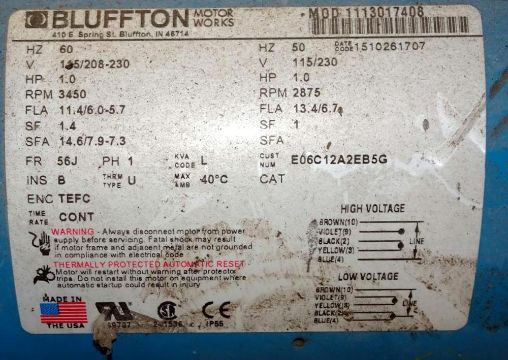 BLUFFTON MOTOR WORKS
410 E. Spring St. Bluffton, IN 46714
MOD 1113017408
HZ 60 HZ 50 DATE CODE 1510261707
V 115/208-230 V 115/230
HP 1.0 HP 1.0
RPM 3450 RPM 2875
FLA 11.4/6.0-5.7 FLA 13.4/6.7
SF 1.4 SF 1
SFA 14.6/7.9-7.3 SFA
FR 56J PH 1 KVA CODE L CUST NUM E06C12A2EB5G
INS B THRM TYP U MAX AMB 40°C CAT
ENC TEFC
TIME RATE CONT
WARNING - Always disconnect motor from power
supply before servicing. Fatal shock may result
if motor frame and adjacent metal are not grounded
in compliance with electrical code.
THERMALLY PROTECTED AUTOMATIC RESET
Motor will restart without warning after protector
trips. Do not install this motor on equipment where
automatic startup could result in injury.
HIGH VOLTAGE
BROWN(10)
VIOLET(9)
BLACK(2)
YELLOW(3)
BLUE(4)
LINE
LOW VOLTAGE
BROWN(10)
VIOLET(9)
YELLOW(3)
BLACK(2)
BLUE(4)
LINE
MADE IN
THE USA
IP55